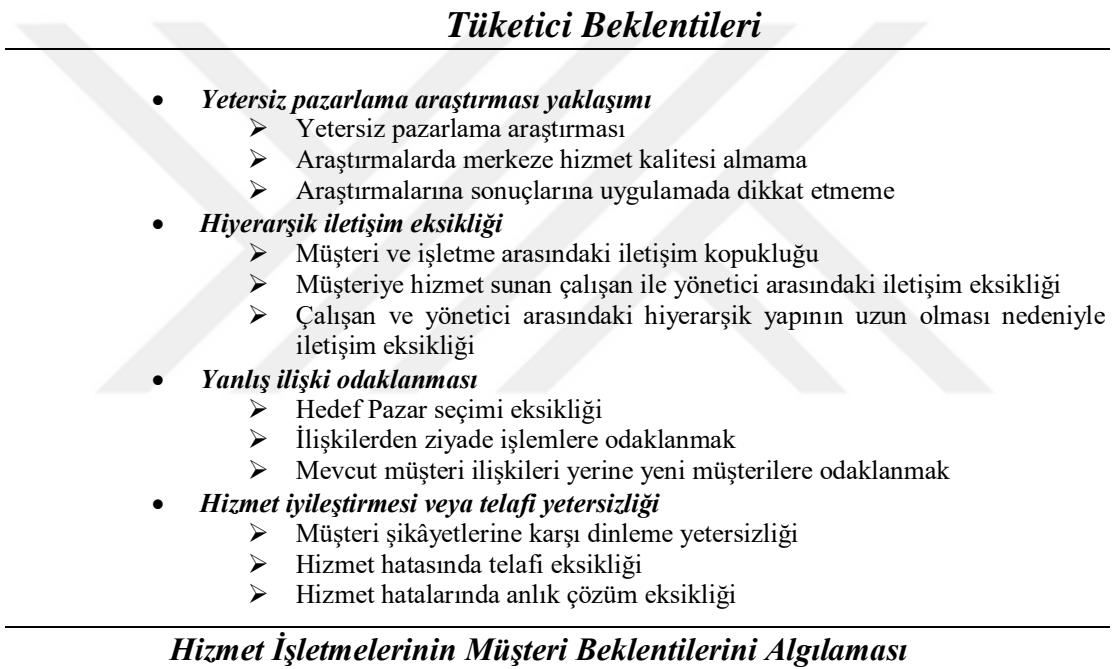 Tüketici Beklentileri
• Yetersiz pazarlama araştırması yaklaşımı
➢ Yetersiz pazarlama araştırması
➢ Araştırmalarda merkeze hizmet kalitesi almama
➢ Araştırmalarına sonuçlarına uygulamada dikkat etmeme
• Hiyerarşik iletişim eksikliği
➢ Müşteri ve işletme arasındaki iletişim kopukluğu
➢ Müşteriye hizmet sunan çalışan ile yönetici arasındaki iletişim eksikliği
➢ Çalışan ve yönetici arasındaki hiyerarşik yapının uzun olması nedeniyle
iletişim eksikliği
• Yanlış ilişki odaklanması
➢ Hedef Pazar seçimi eksikliği
➢ İlişkilerden ziyade işlemlere odaklanmak
➢ Mevcut müşteri ilişkileri yerine yeni müşterilere odaklanmak
• Hizmet iyileştirmesi veya telafi yetersizliği
➢ Müşteri şikâyetlerine karşı dinleme yetersizliği
➢ Hizmet hatasında telafi eksikliği
➢ Hizmet hatalarında anlık çözüm eksikliği
Hizmet İşletmelerinin Müşteri Beklentilerini Algılaması